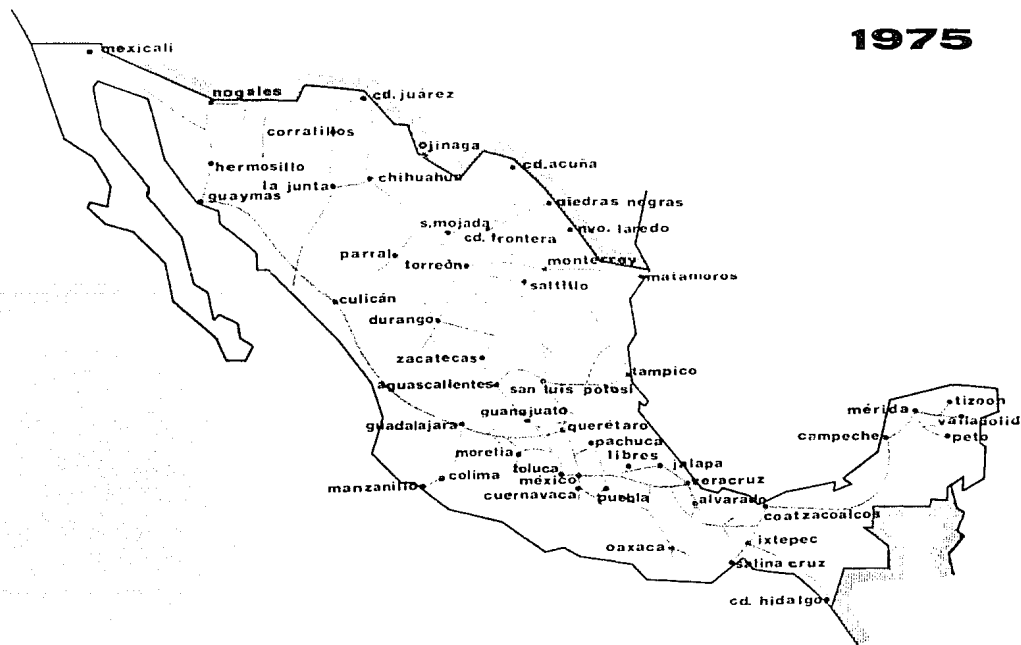 1975
mexicali
nogales
cd. juárez
corralillos
ojinaga
hermosillo
cd. acuña
la junta
chihuahua
guaymas
piedras negras
s. mojada
cd. frontera
nvo. laredo
parral
torreón
monterrey
saltillo
matamoros
culicán
durango
zacatecas
tampico
aguascalientes
san luis potosí
mérida
tizoon
valladolid
guanajuato
guadalajara
querétaro
campeche
peto
pachuca
morelia
libres
jalapa
toluca
méxico
colima
veracruz
manzanillo
cuernavaca
puebla
alvarado
coatzacoalcos
oaxaca
ixtepec
salina cruz
cd. hidalgo